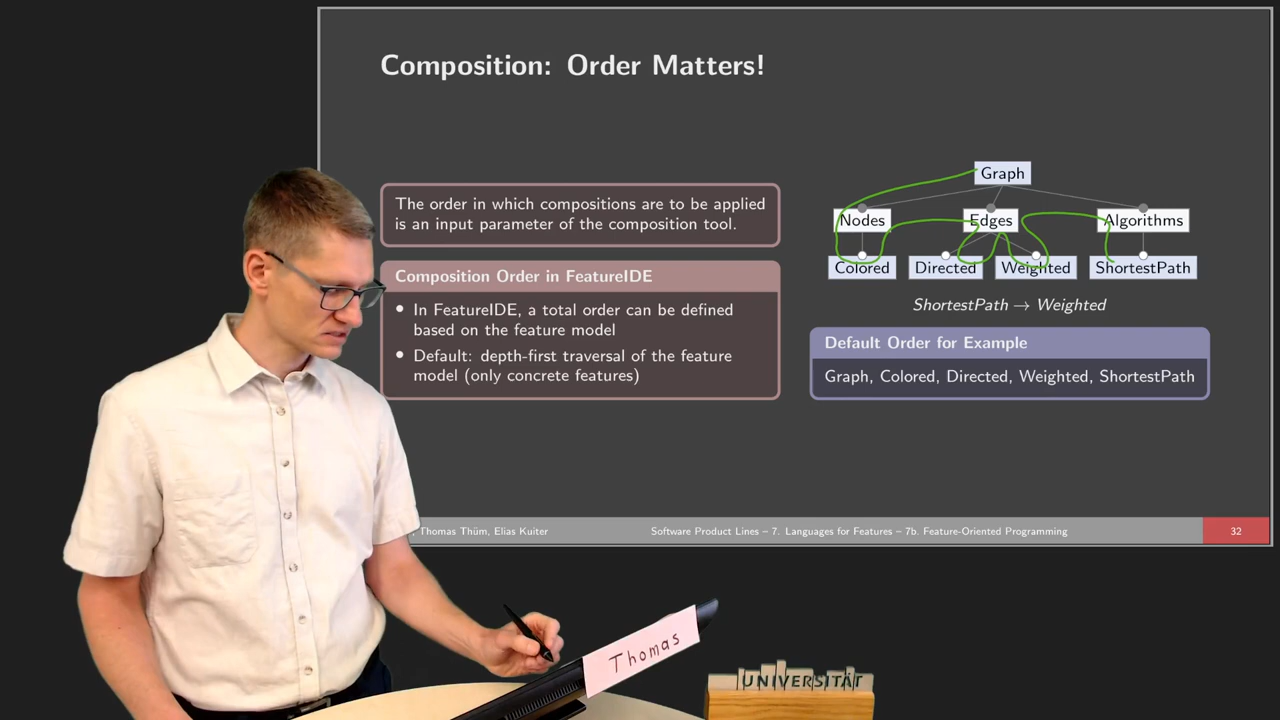 Composition: Order Matters!
The order in which compositions are to be applied
is an input parameter of the composition tool.
Composition Order in FeatureIDE
• In FeatureIDE, a total order can be defined
based on the feature model
• Default: depth-first traversal of the feature
model (only concrete features)
Graph
Nodes Edges Algorithms
Colored Directed Weighted ShortestPath
ShortestPath → Weighted
Default Order for Example
Graph, Colored, Directed, Weighted, ShortestPath
, Thomas Thüm, Elias Kuiter
Software Product Lines – 7. Languages for Features – 7b. Feature-Oriented Programming
32
Thomas
UNIVERSITÄT